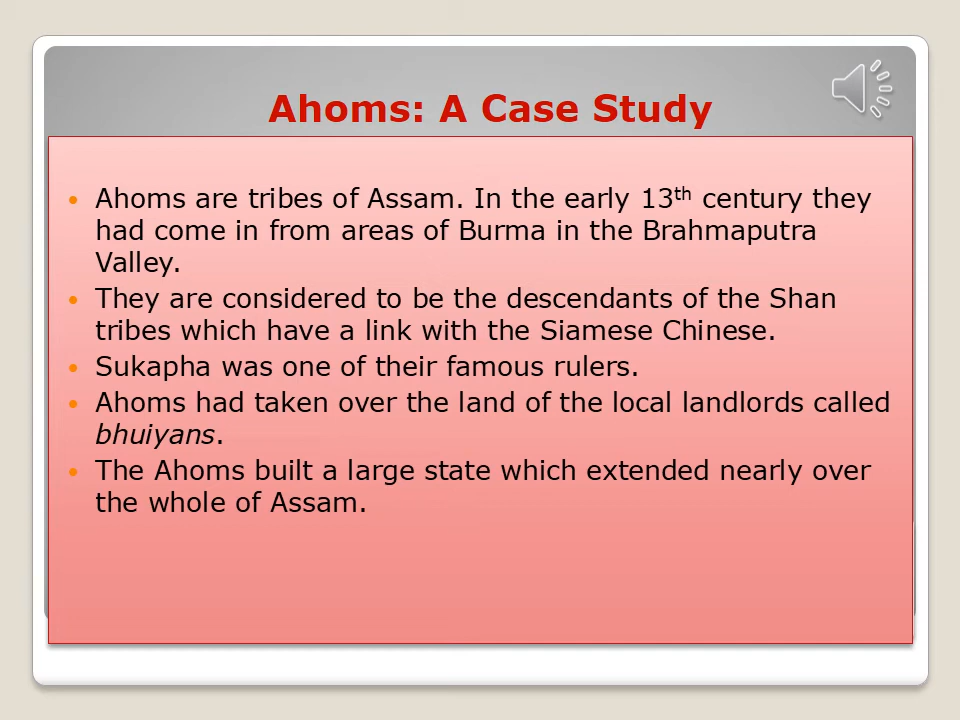 Ahoms: A Case Study
• Ahoms are tribes of Assam. In the early 13th century they
had come in from areas of Burma in the Brahmaputra
Valley.
• They are considered to be the descendants of the Shan
tribes which have a link with the Siamese Chinese.
• Sukapha was one of their famous rulers.
• Ahoms had taken over the land of the local landlords called
bhuiyans.
• The Ahoms built a large state which extended nearly over
the whole of Assam.